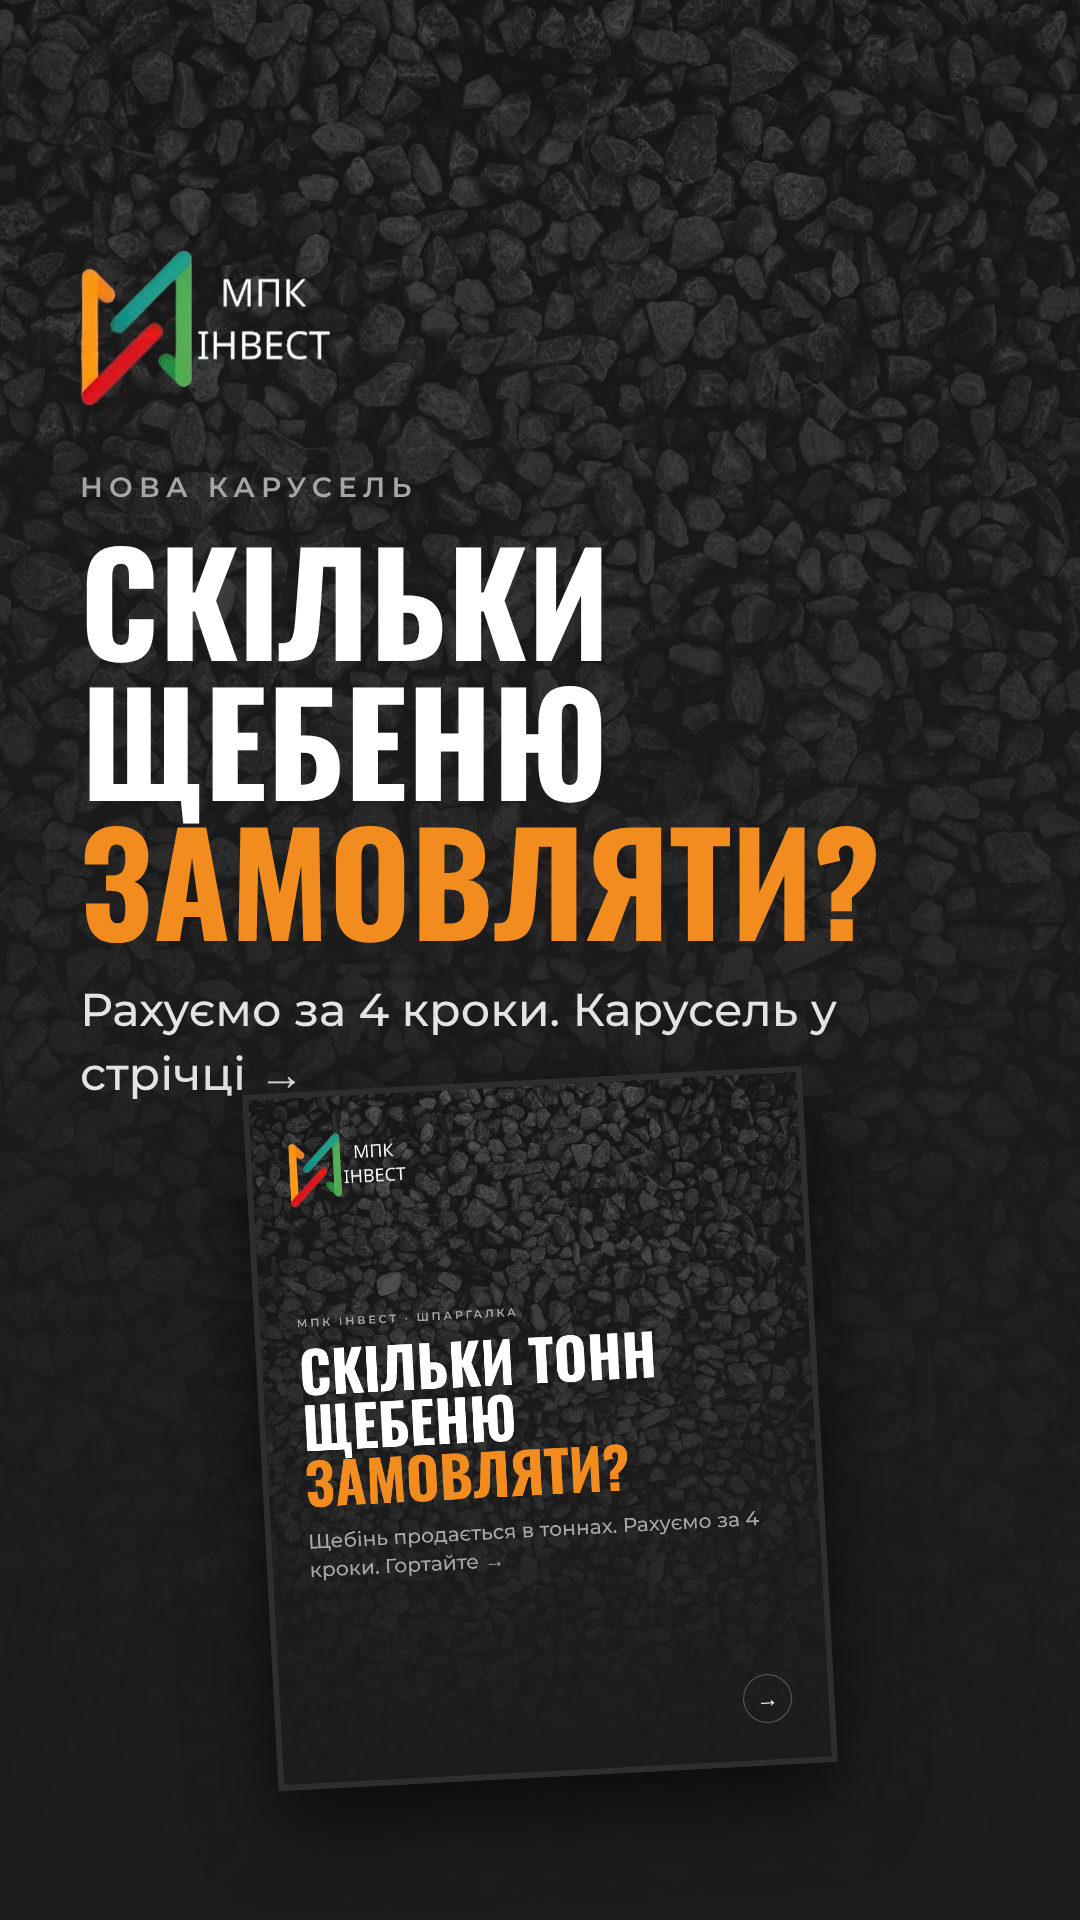 МПК
ІНВЕСТ
НОВА КАРУСЕЛЬ
СКІЛЬКИ
ЩЕБЕНЮ
ЗАМОВЛЯТИ?
Рахуємо за 4 кроки. Карусель у
стрічці →
МПК
ІНВЕСТ
МПК ІНВЕСТ · ШПАРГАЛКА
СКІЛЬКИ ТОНН
ЩЕБЕНЮ
ЗАМОВЛЯТИ?
Щебінь продається в тоннах. Рахуємо за 4
кроки. Гортайте →
→